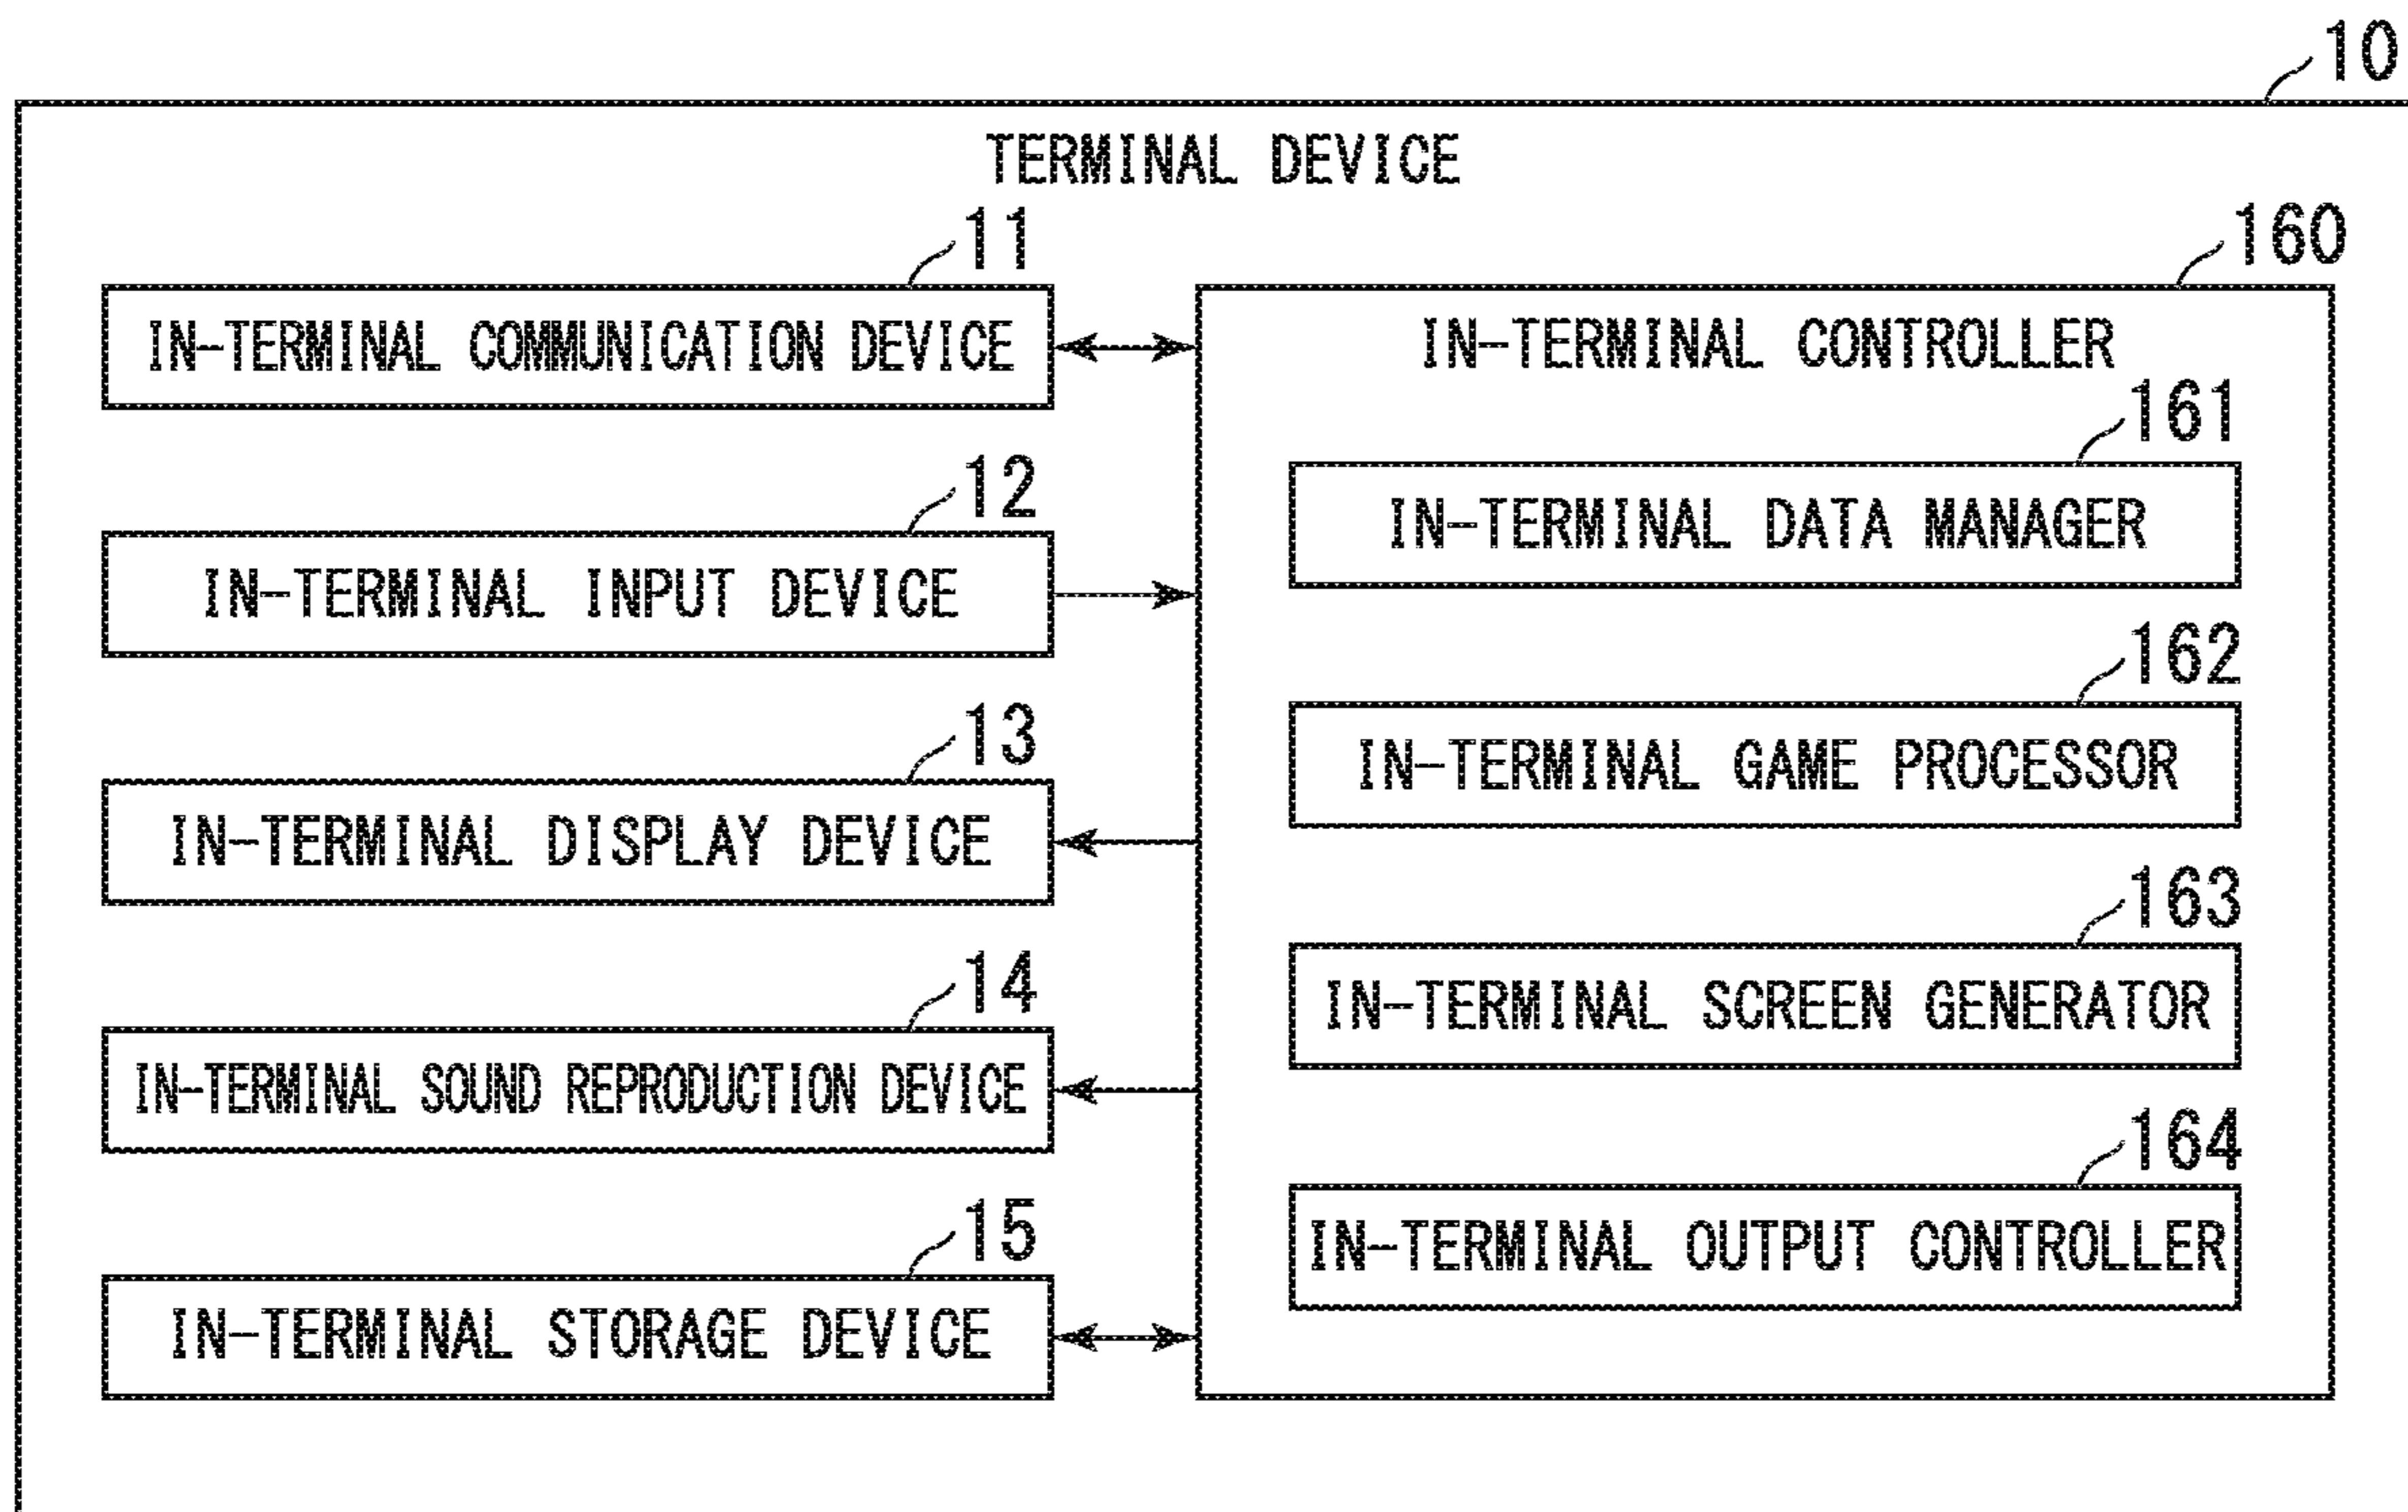 10
TERMINAL DEVICE
11
IN-TERMINAL COMMUNICATION DEVICE
12
IN-TERMINAL INPUT DEVICE
13
IN-TERMINAL DISPLAY DEVICE
14
IN-TERMINAL SOUND REPRODUCTION DEVICE
15
IN-TERMINAL STORAGE DEVICE
160
IN-TERMINAL CONTROLLER
161
IN-TERMINAL DATA MANAGER
162
IN-TERMINAL GAME PROCESSOR
163
IN-TERMINAL SCREEN GENERATOR
164
IN-TERMINAL OUTPUT CONTROLLER